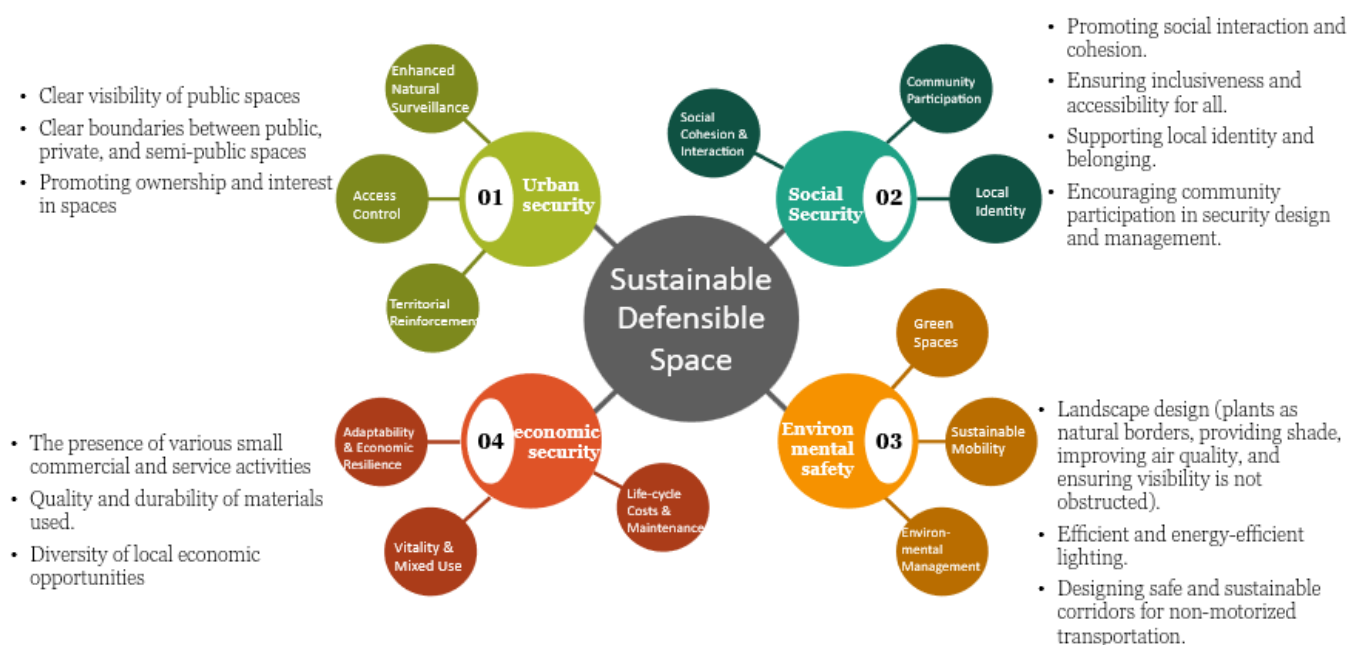 • Clear visibility of public spaces
• Clear boundaries between public,
private, and semi-public spaces
• Promoting ownership and interest
in spaces
Enhanced
Natural
Surveillance
Access
Control
Territorial
Reinforcement
01
Urban
security
Social
Cohesion &
Interaction
Community
Participation
Local
Identity
Social
Security
02
• Promoting social interaction and
cohesion.
• Ensuring inclusiveness and
accessibility for all.
• Supporting local identity and
belonging.
• Encouraging community
participation in security design
and management.
Sustainable
Defensible
Space
• The presence of various small
commercial and service activities
• Quality and durability of materials
used.
• Diversity of local economic
opportunities
Adaptability
& Economic
Resilience
Vitality &
Mixed Use
Life-cycle
Costs &
Maintenance
04
economic
security
Environ
mental
safety
03
Green
Spaces
Sustainable
Mobility
Environ-
mental
Management
• Landscape design (plants as
natural borders, providing shade,
improving air quality, and
ensuring visibility is not
obstructed).
• Efficient and energy-efficient
lighting.
• Designing safe and sustainable
corridors for non-motorized
transportation.